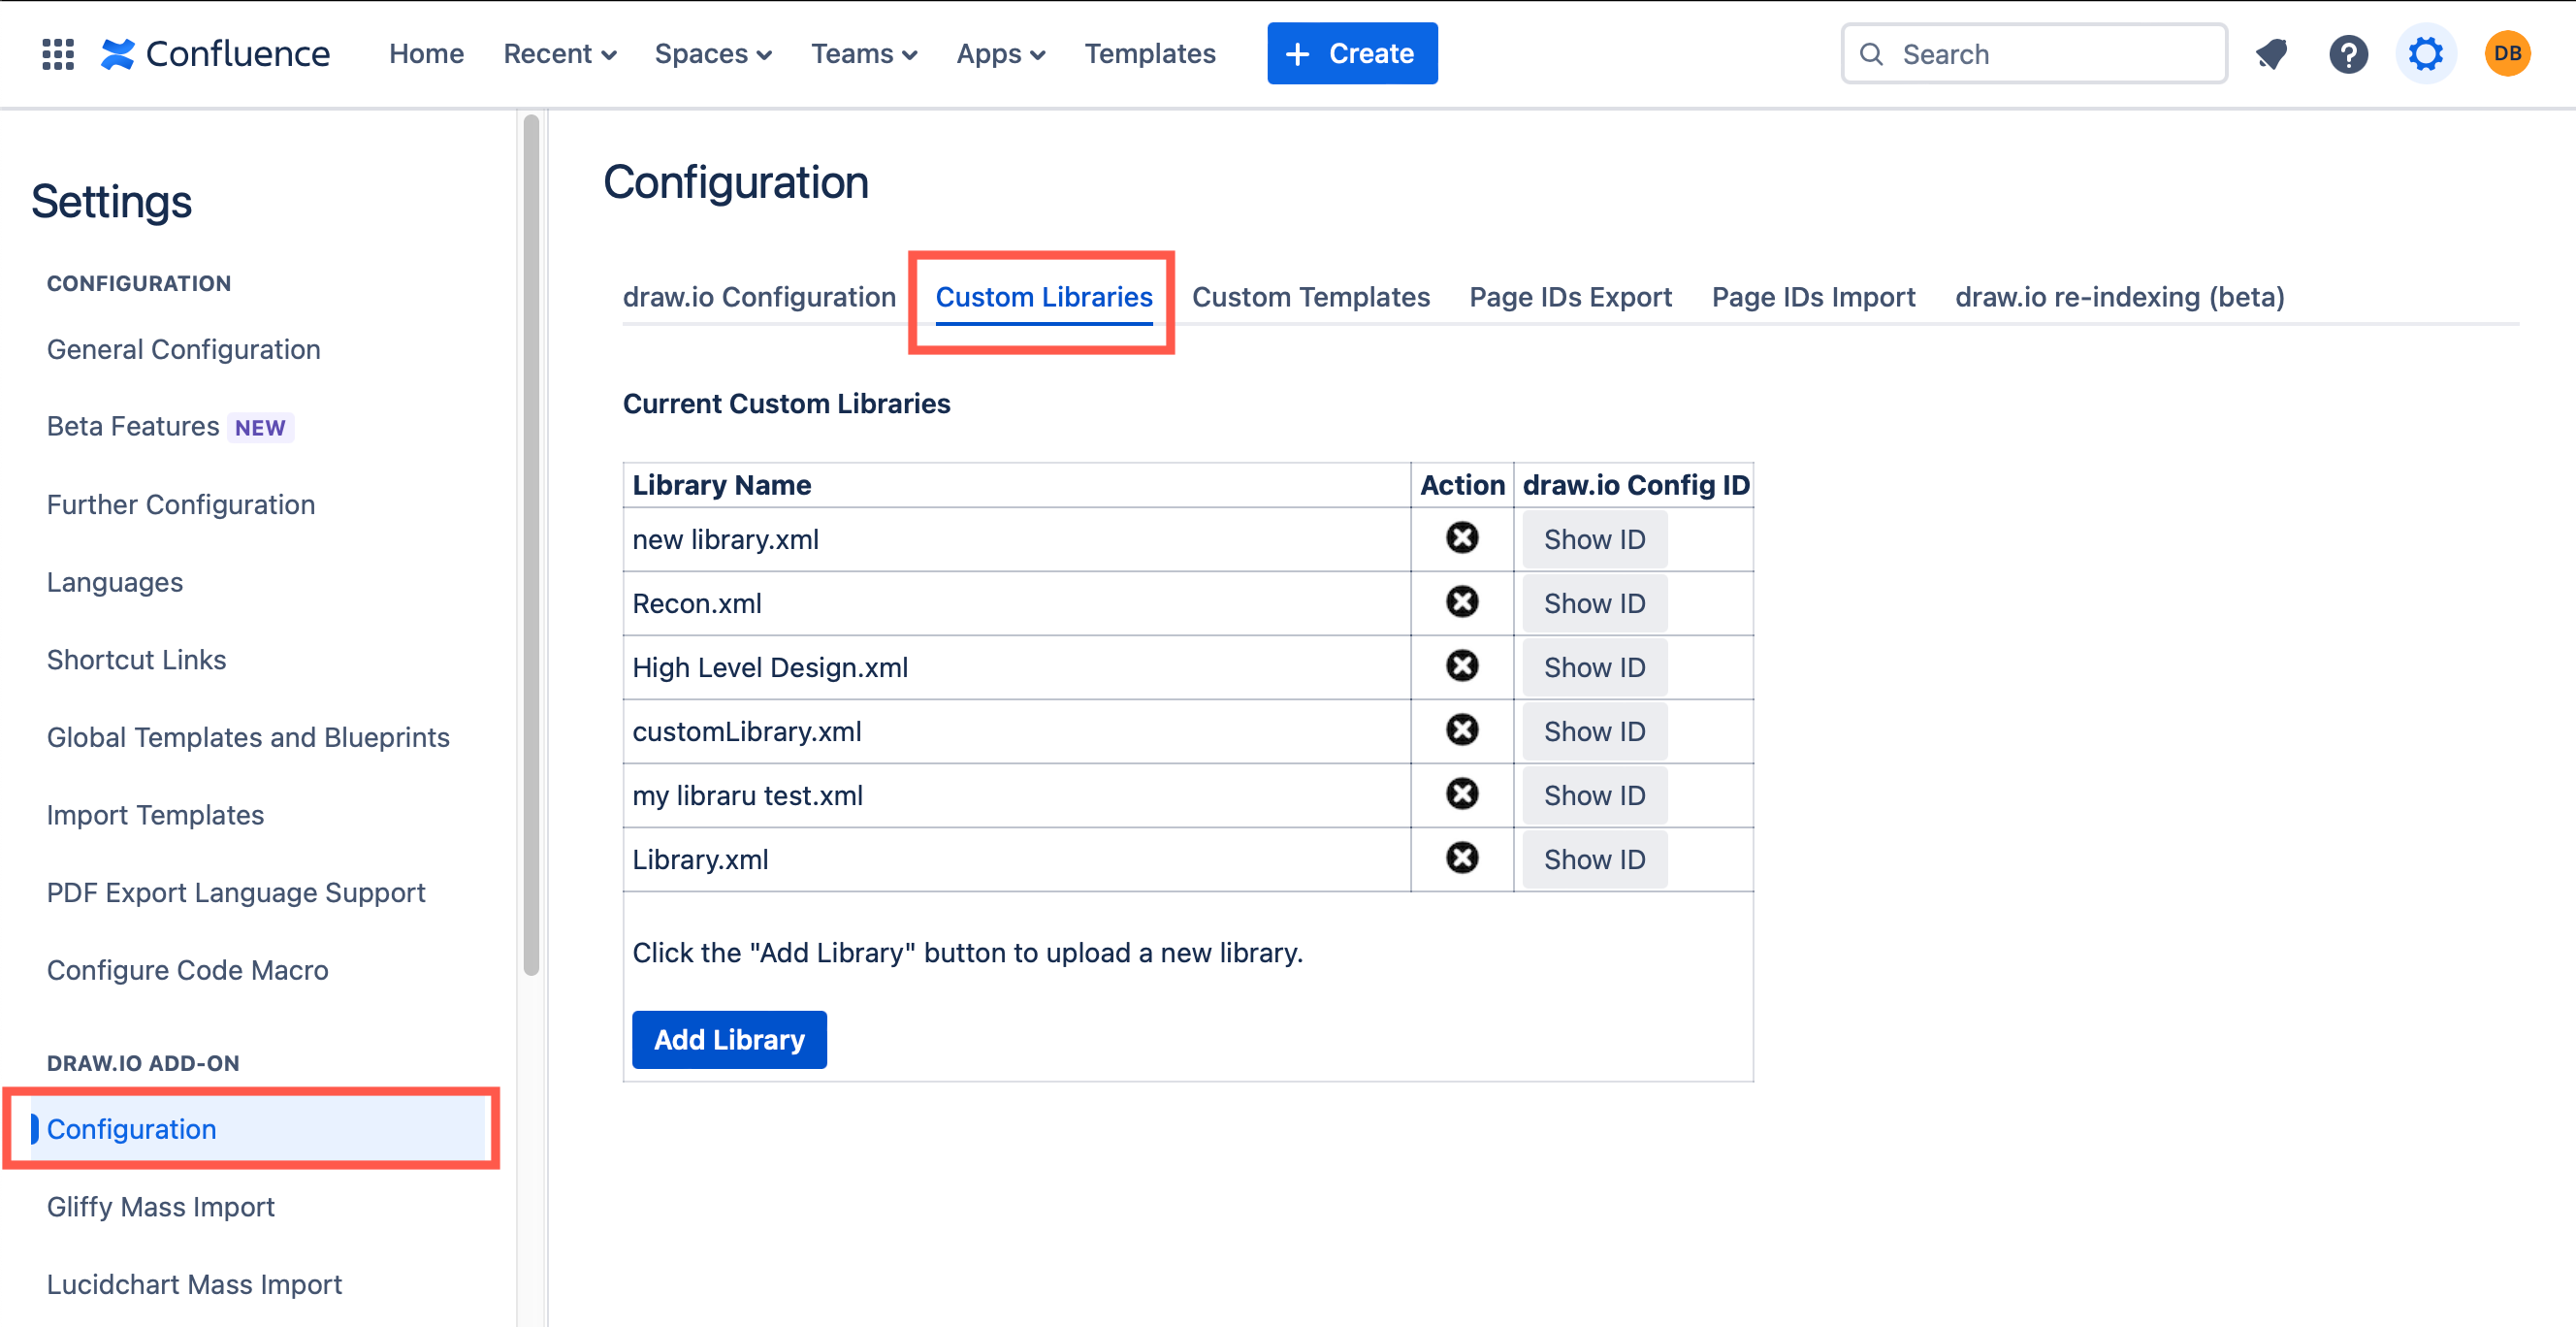 Confluence Home Recent Spaces Teams Apps Templates + Create Search ? DB
Settings
CONFIGURATION
General Configuration
Beta Features NEW
Further Configuration
Languages
Shortcut Links
Global Templates and Blueprints
Import Templates
PDF Export Language Support
Configure Code Macro
DRAW.IO ADD-ON
Configuration
Gliffy Mass Import
Lucidchart Mass Import
Configuration
draw.io Configuration Custom Libraries Custom Templates Page IDs Export Page IDs Import draw.io re-indexing (beta)
Current Custom Libraries
Library Name Action draw.io Config ID
new library.xml Show ID
Recon.xml Show ID
High Level Design.xml Show ID
customLibrary.xml Show ID
my libraru test.xml Show ID
Library.xml Show ID
Click the "Add Library" button to upload a new library.
Add Library